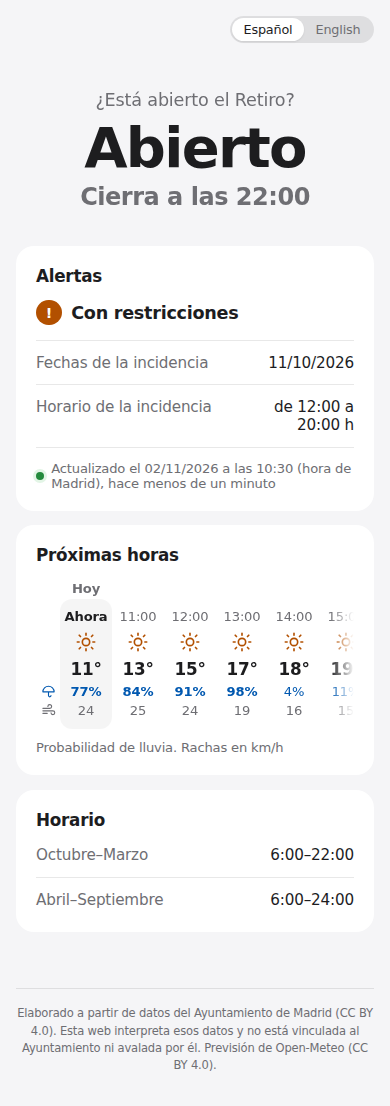 Español English
¿Está abierto el Retiro?
Abierto
Cierra a las 22:00
Alertas
! Con restricciones
Fechas de la incidencia 11/10/2026
Horario de la incidencia de 12:00 a
20:00 h
Actualizado el 02/11/2026 a las 10:30 (hora de
Madrid), hace menos de un minuto
Próximas horas
Hoy
Ahora 11:00 12:00 13:00 14:00
11° 13° 15° 17° 18° 19
77% 84% 91% 98% 4% 11%
24 25 24 19 16 15
Probabilidad de lluvia. Rachas en km/h
Horario
Octubre–Marzo 6:00–22:00
Abril–Septiembre 6:00–24:00
Elaborado a partir de datos del Ayuntamiento de Madrid (CC BY
4.0). Esta web interpreta esos datos y no está vinculada al
Ayuntamiento ni avalada por él. Previsión de Open-Meteo (CC
BY 4.0).